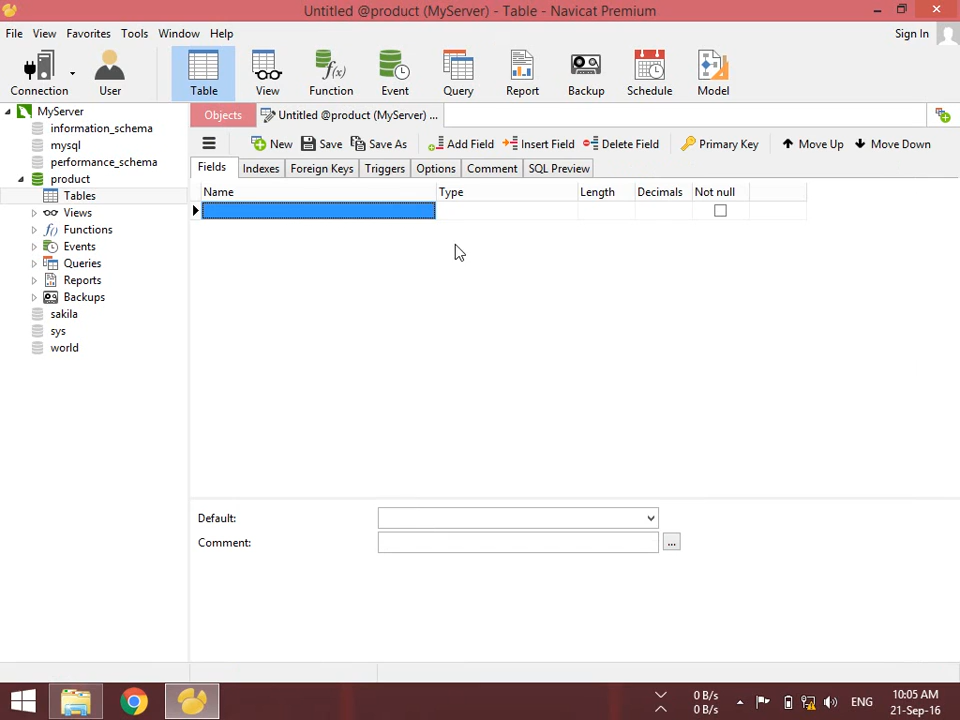 Untitled @product (MyServer) - Table - Navicat Premium
File View Favorites Tools Window Help Sign In
Connection User Table View Function Event Query Report Backup Schedule Model
MyServer
information_schema
mysql
performance_schema
product
Tables
Views
Functions
Events
Queries
Reports
Backups
sakila
sys
world
Objects Untitled @product (MyServer) ...
New Save Save As Add Field Insert Field Delete Field Primary Key Move Up Move Down
Fields Indexes Foreign Keys Triggers Options Comment SQL Preview
Name Type Length Decimals Not null
Default:
Comment: ...
0 B/s
0 B/s
ENG
10:05 AM
21-Sep-16